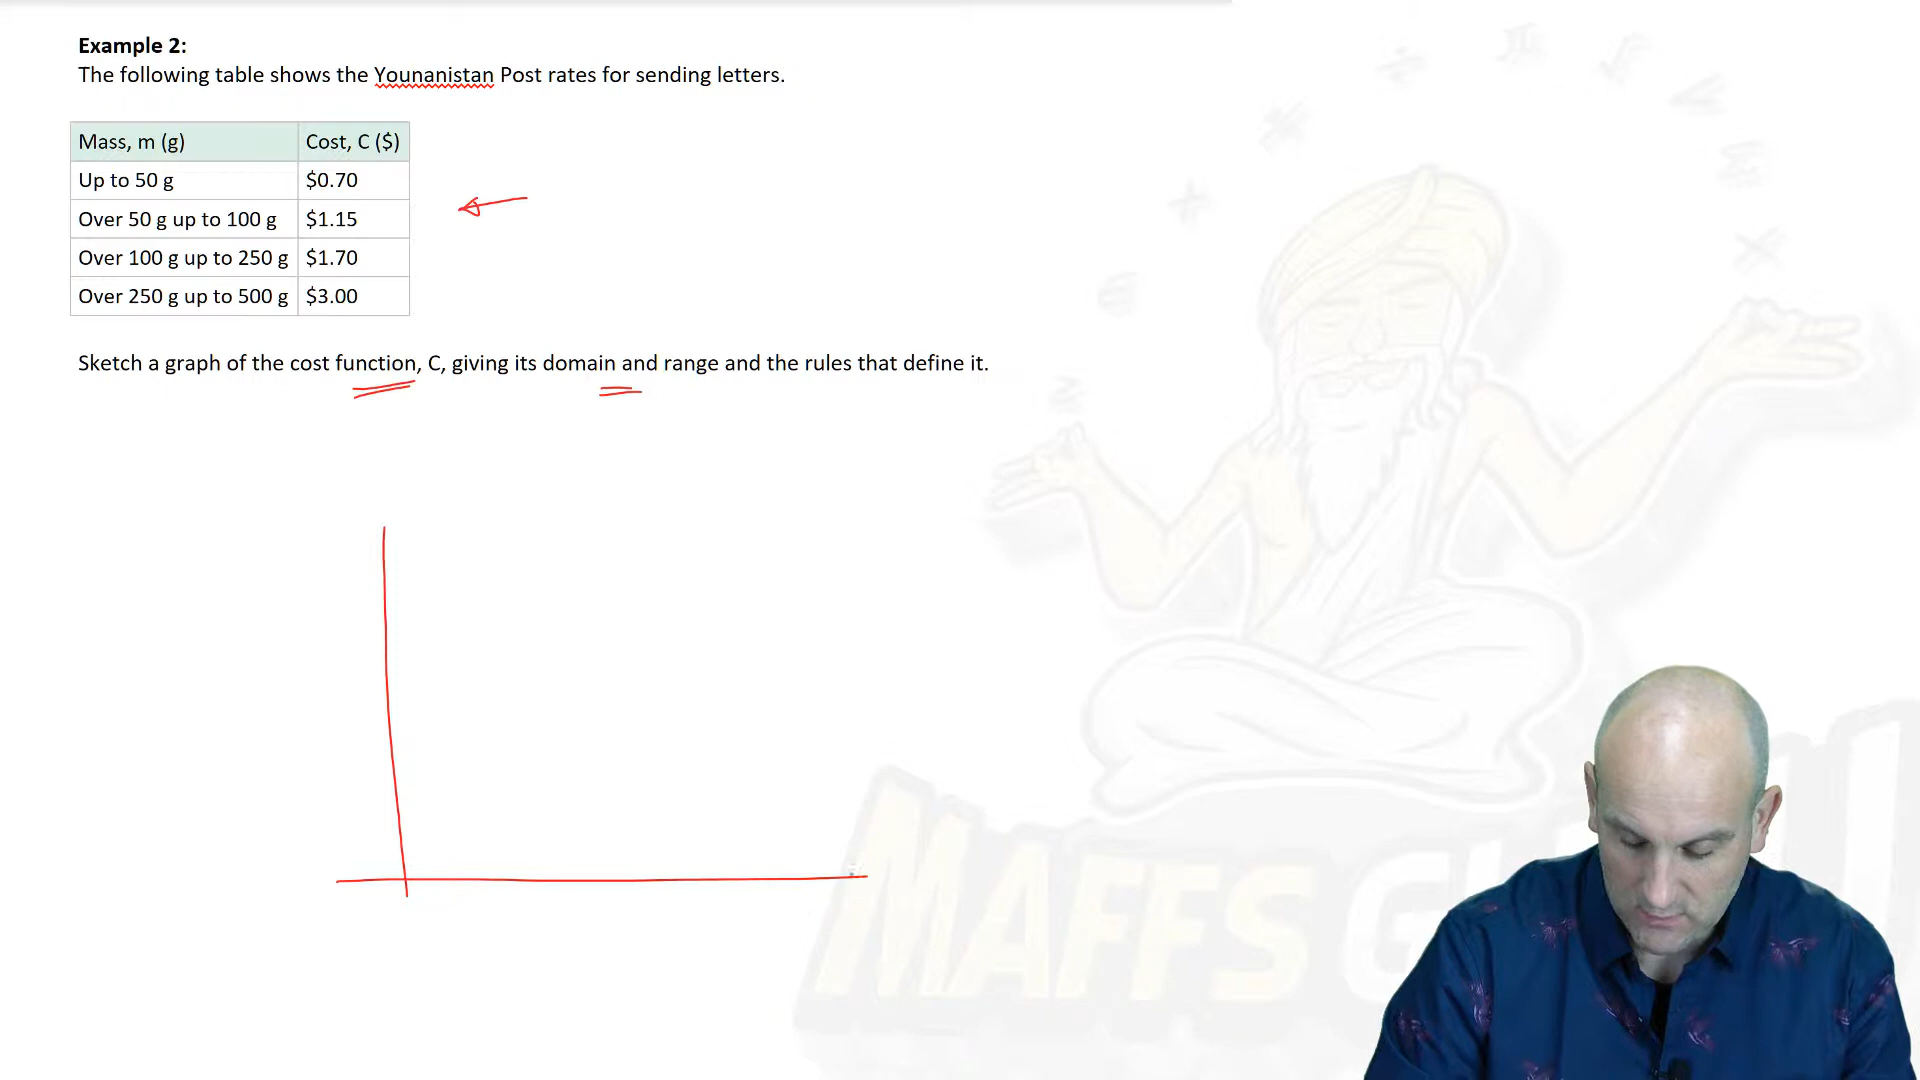 Example 2:
The following table shows the Younanistan Post rates for sending letters.
Mass, m (g) Cost, C ($)
Up to 50 g $0.70
Over 50 g up to 100 g $1.15
Over 100 g up to 250 g $1.70
Over 250 g up to 500 g $3.00
Sketch a graph of the cost function, C, giving its domain and range and the rules that define it.
MAFFS G